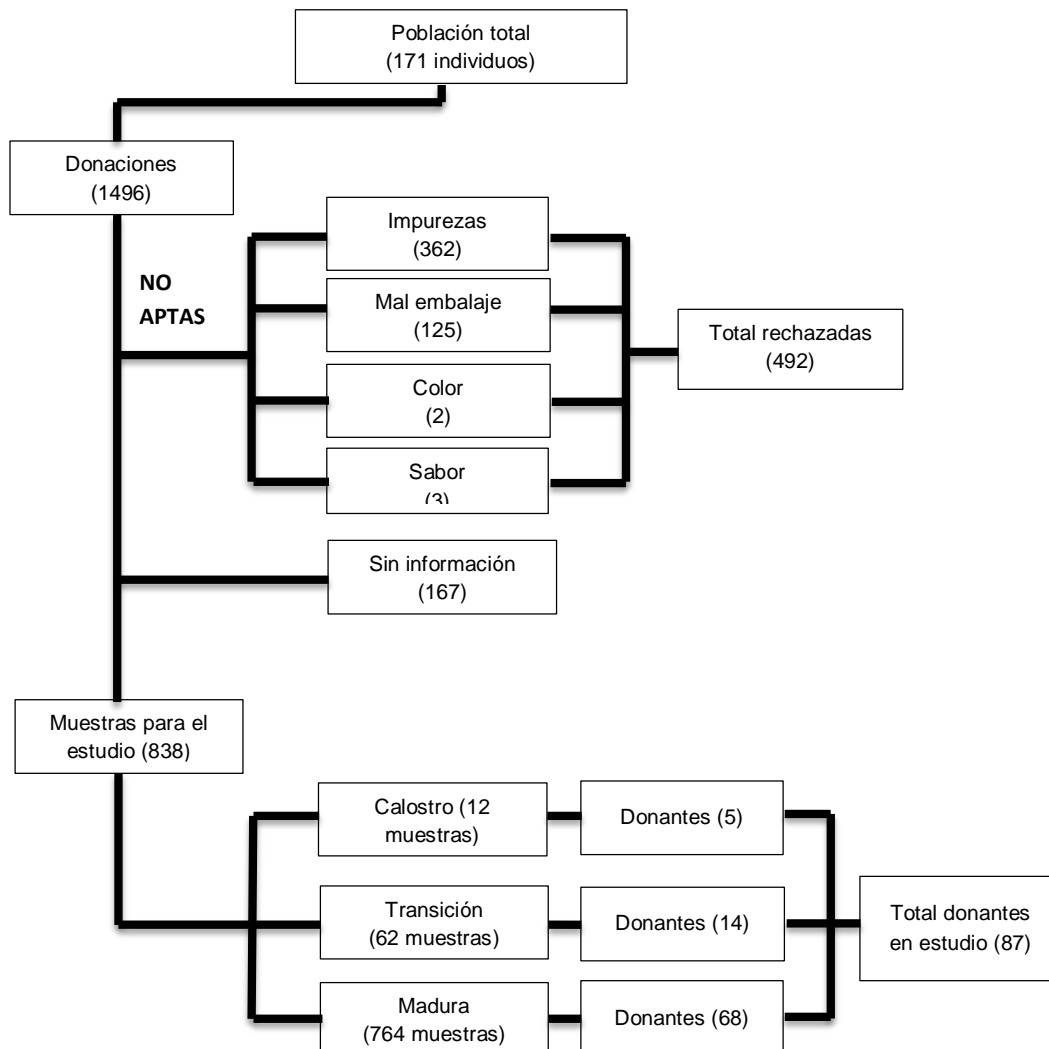 Población total
(171 individuos)
Donaciones
(1496)
NO
APTAS
Impurezas
(362)
Mal embalaje
(125)
Color
(2)
Sabor
(3)
Total rechazadas
(492)
Sin información
(167)
Muestras para el
estudio (838)
Calostro (12
muestras)
Donantes (5)
Transición
(62 muestras)
Donantes (14)
Madura
(764 muestras)
Donantes (68)
Total donantes
en estudio (87)